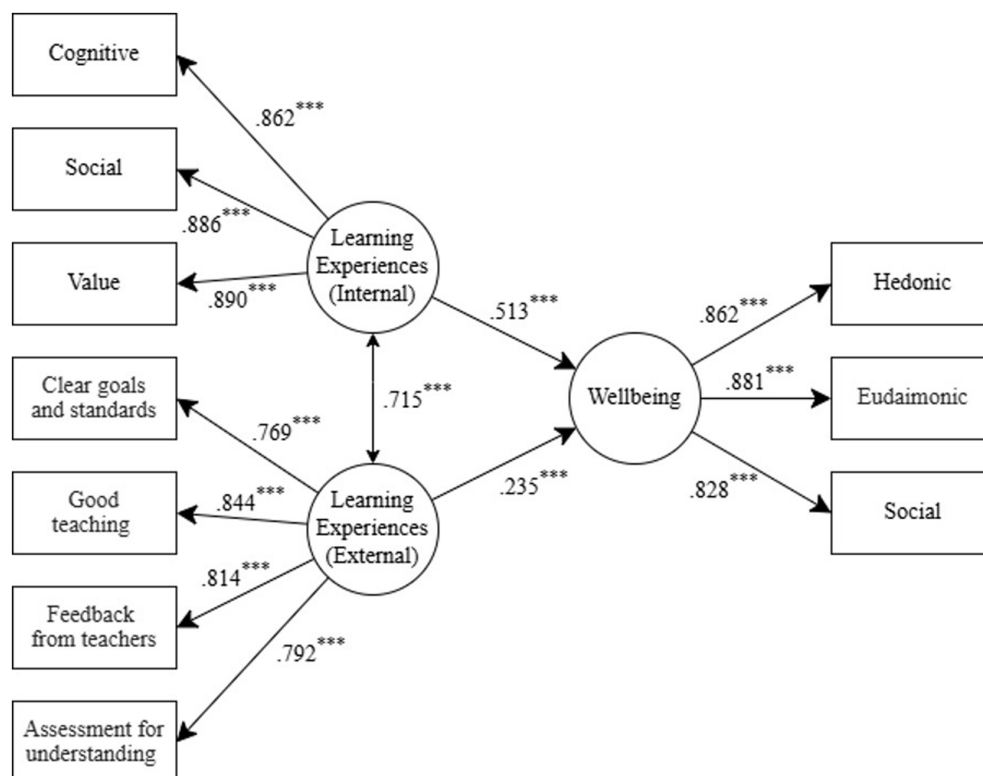 Cognitive
.862***
Social
.886***
Value
.890***
Learning
Experiences
(Internal)
.513***
.715***
Clear goals
and standards
.769***
Good
teaching
.844***
Feedback
from teachers
.814***
Assessment for
understanding
.792***
Learning
Experiences
(External)
.235***
Wellbeing
.862***
Hedonic
.881***
Eudaimonic
.828***
Social